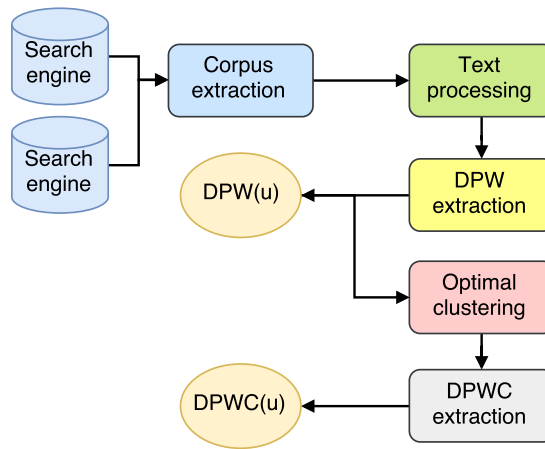 Search
engine
Corpus
extraction
Text
processing
Search
engine
DPW(u)
DPW
extraction
Optimal
clustering
DPWC(u)
DPWC
extraction